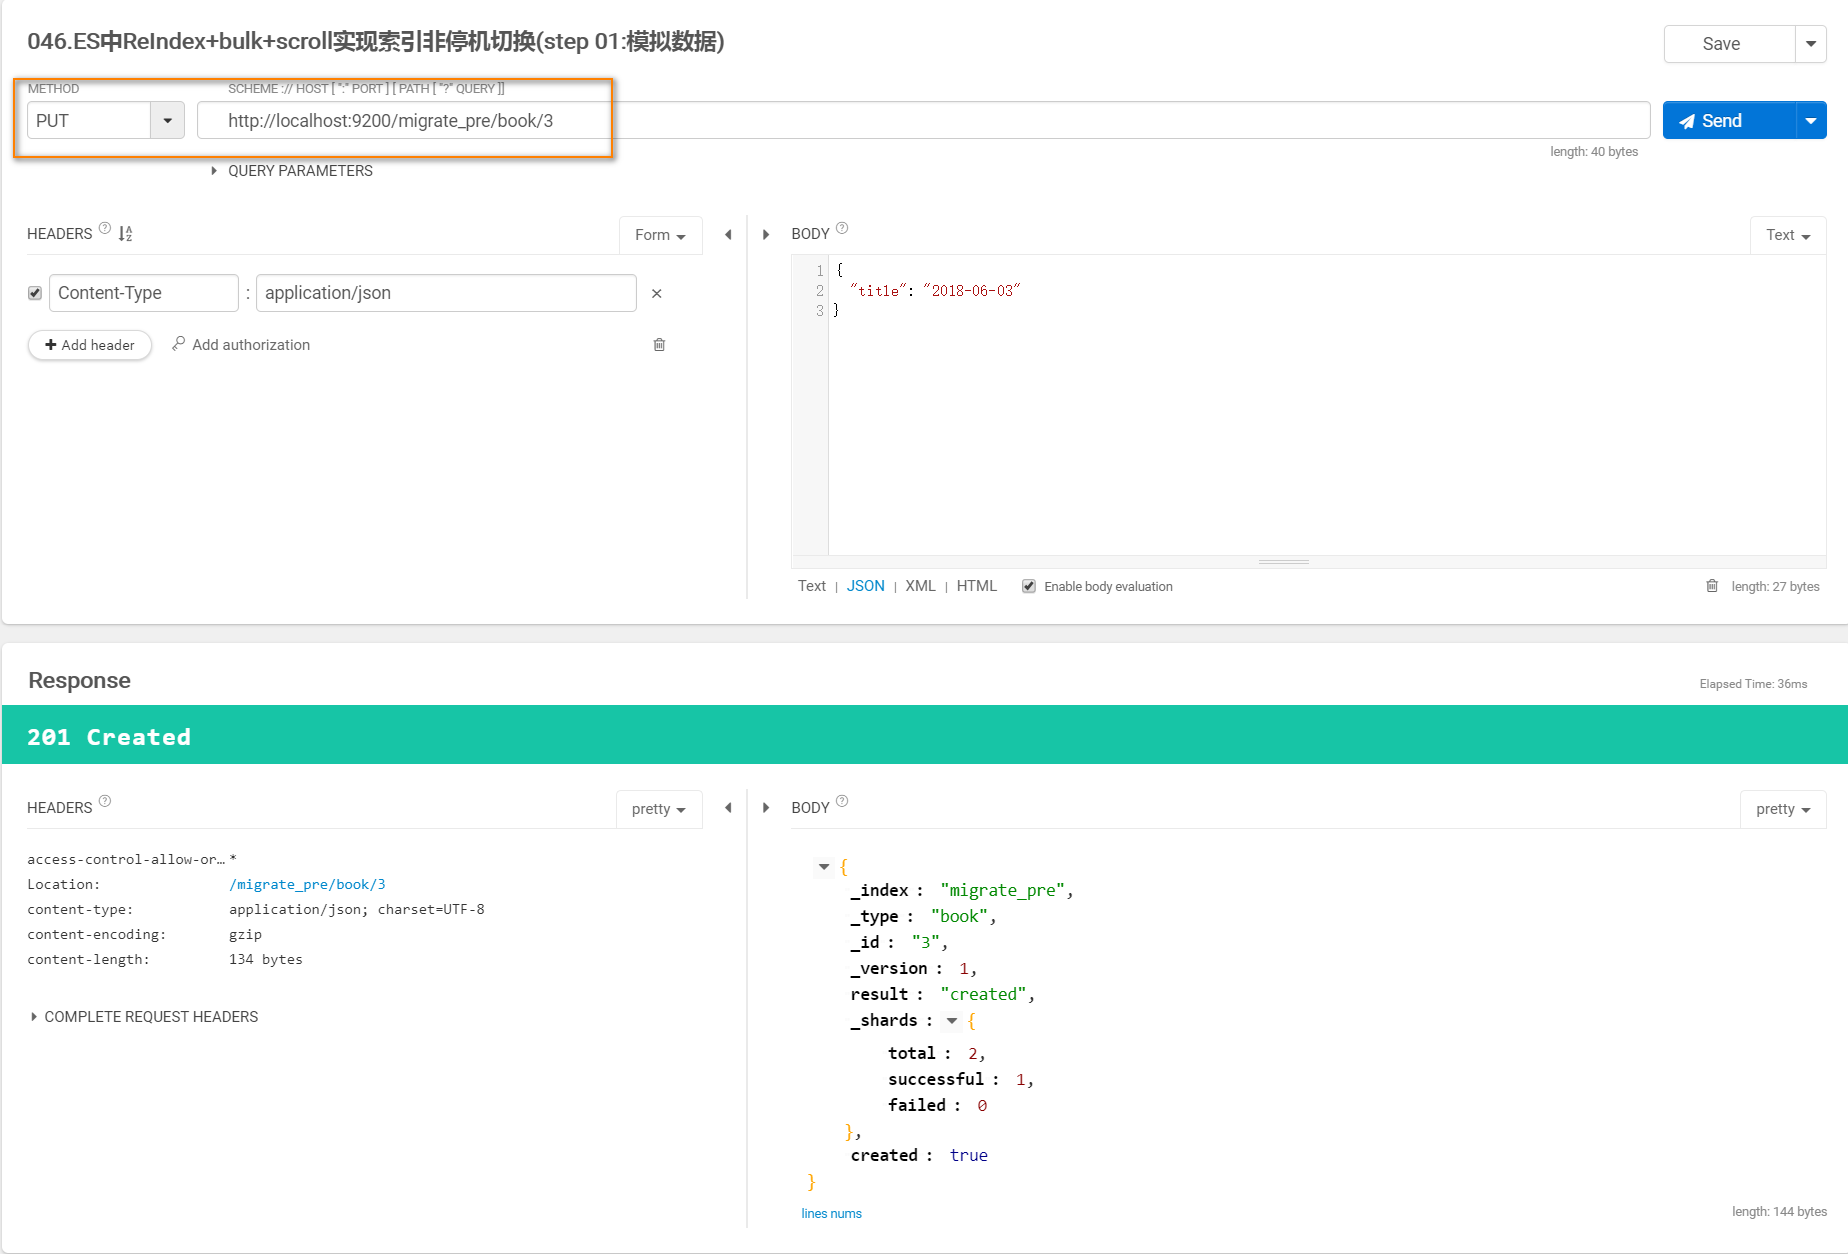 046.ES中ReIndex+bulk+scroll实现索引非停机切换(step 01:模拟数据)
Save
METHOD
SCHEME :// HOST [ ":" PORT ] [ PATH [ "?" QUERY ]]
PUT
http://localhost:9200/migrate_pre/book/3
Send
length: 40 bytes
QUERY PARAMETERS
HEADERS
Form
Content-Type : application/json
Add header
Add authorization
BODY
Text
1 {
2 "title": "2018-06-03"
3 }
Text | JSON | XML | HTML
Enable body evaluation
length: 27 bytes
Response
Elapsed Time: 36ms
201 Created
HEADERS
pretty
access-control-allow-or… *
Location: /migrate_pre/book/3
content-type: application/json; charset=UTF-8
content-encoding: gzip
content-length: 134 bytes
COMPLETE REQUEST HEADERS
BODY
pretty
{
_index : "migrate_pre",
_type : "book",
_id : "3",
_version : 1,
result : "created",
_shards : {
total : 2,
successful : 1,
failed : 0
},
created : true
}
lines nums
length: 144 bytes